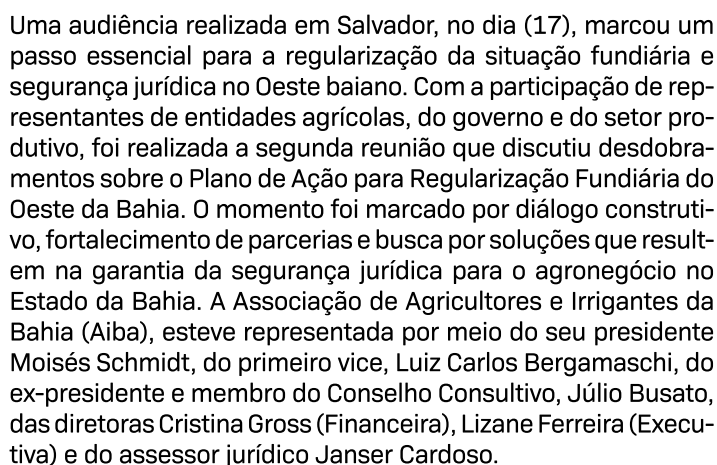 Uma audiência realizada em Salvador, no dia (17), marcou um
passo essencial para a regularização da situação fundiária e
segurança jurídica no Oeste baiano. Com a participação de rep-
resentantes de entidades agrícolas, do governo e do setor pro-
dutivo, foi realizada a segunda reunião que discutiu desdobra-
mentos sobre o Plano de Ação para Regularização Fundiária do
Oeste da Bahia. O momento foi marcado por diálogo construti-
vo, fortalecimento de parcerias e busca por soluções que result-
em na garantia da segurança jurídica para o agronegócio no
Estado da Bahia. A Associação de Agricultores e Irrigantes da
Bahia (Aiba), esteve representada por meio do seu presidente
Moisés Schmidt, do primeiro vice, Luiz Carlos Bergamaschi, do
ex-presidente e membro do Conselho Consultivo, Júlio Busato,
das diretoras Cristina Gross (Financeira), Lizane Ferreira (Execu-
tiva) e do assessor jurídico Janser Cardoso.